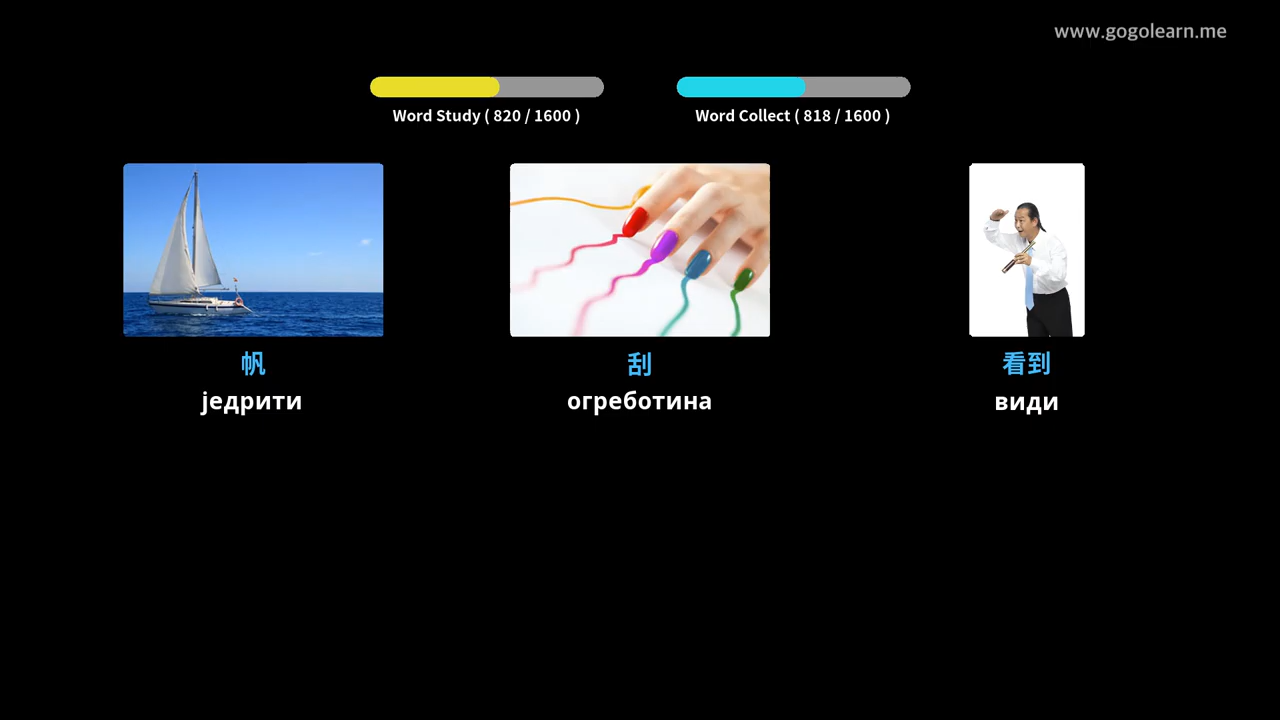 www.gogolearn.me
Word Study ( 820 / 1600 )
Word Collect ( 818 / 1600 )
帆
刮
看到
једрити
огреботина
види